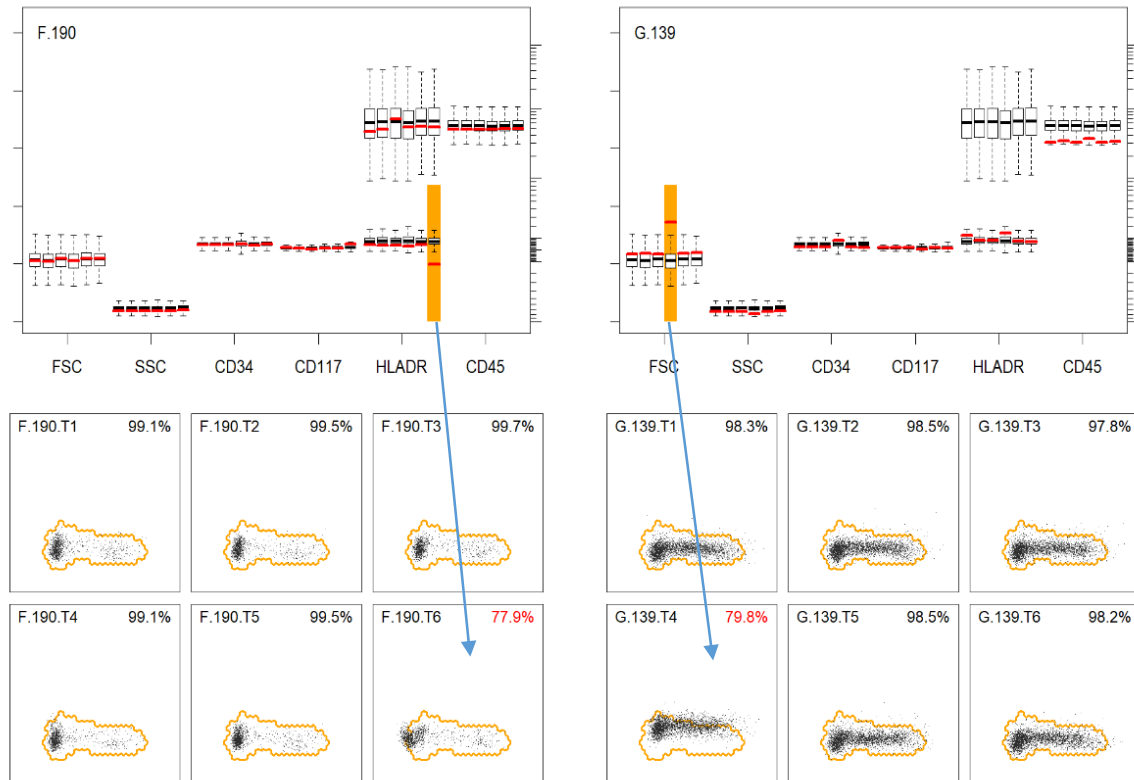 F.190 G.139
FSC SSC CD34 CD117 HLADR CD45 FSC SSC CD34 CD117 HLADR CD45
F.190.T1 99.1% F.190.T2 99.5% F.190.T3 99.7% G.139.T1 98.3% G.139.T2 98.5% G.139.T3 97.8%
F.190.T4 99.1% F.190.T5 99.5% F.190.T6 77.9% G.139.T4 79.8% G.139.T5 98.5% G.139.T6 98.2%